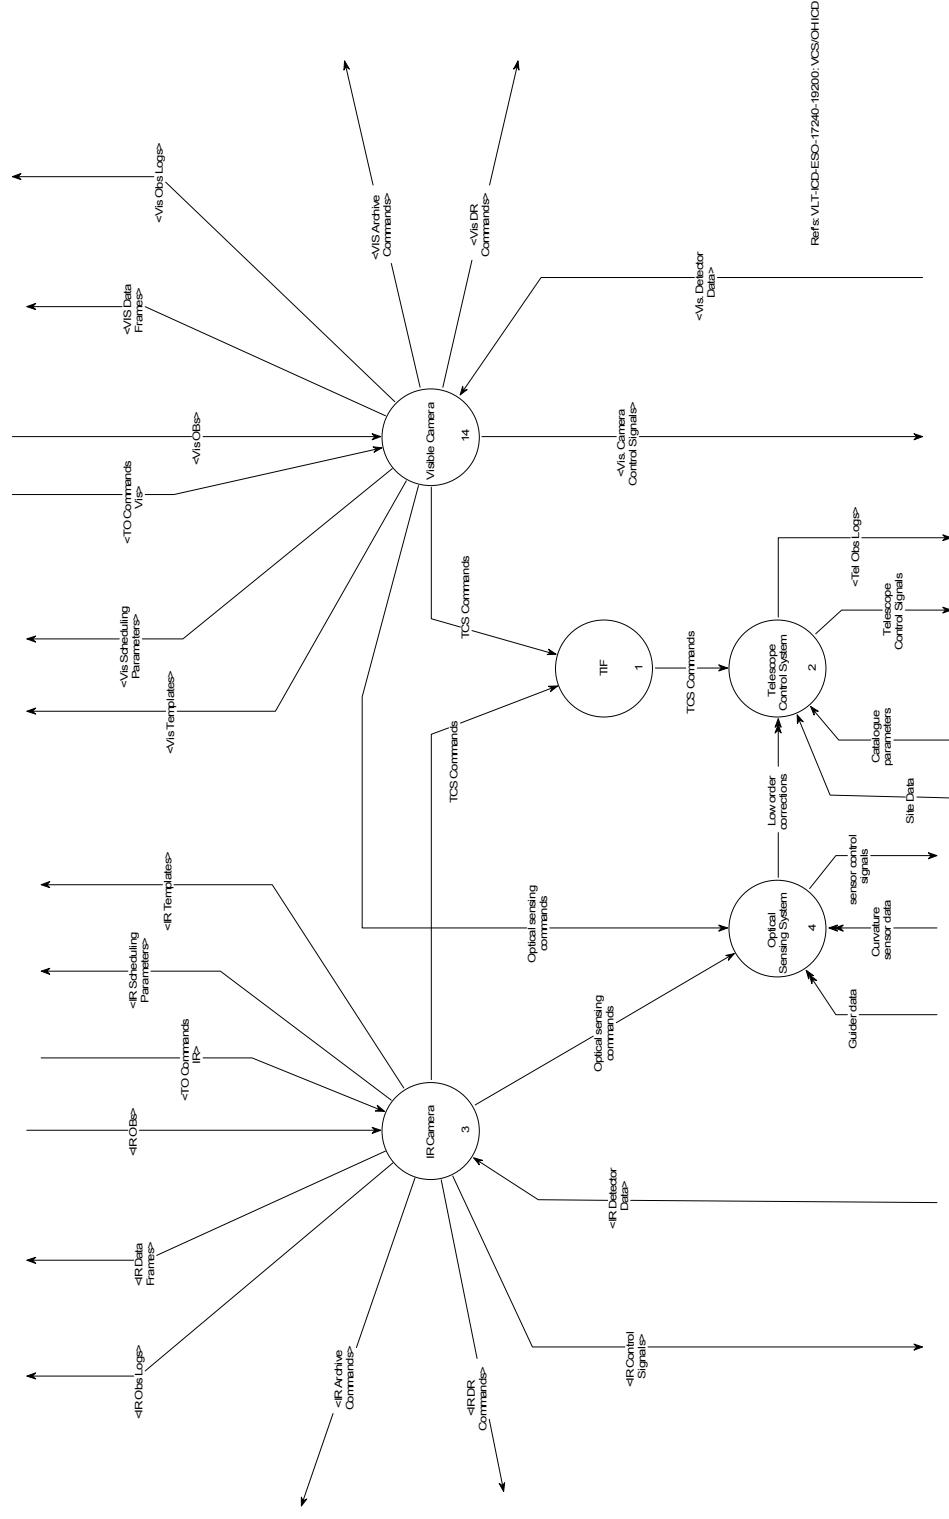 <Vis Obs Logs>
<VIS Data
Frames>
<Vis OBs>
<TO Commands
Vis>
<Vis Scheduling
Parameters>
<Vis Templates>
<VIS Archive
Commands>
<Vis DR
Commands>
<Vis. Detector
Data>
<Vis. Camera
Control Signals>
Visible Camera
14
Refs: VLT-ICD-ESO-17240-19200: VCS/OH ICD
TCS Commands
TCS Commands
TIF
1
TCS Commands
Telescope
Control System
2
<Tel Obs Logs>
Telescope
Control Signals
Catalogue
parameters
Site Data
Low order
corrections
Optical
Sensing System
4
sensor control
signals
Curvature
sensor data
Guider data
Optical sensing
commands
Optical sensing
commands
<IR Templates>
<IR Scheduling
Parameters>
<TO Commands
IR>
<IR OBs>
<IR Data
Frames>
<IR Obs Logs>
IR Camera
3
<IR Archive
Commands>
<IR DR
Commands>
<IR Control
Signals>
<IR Detector
Data>